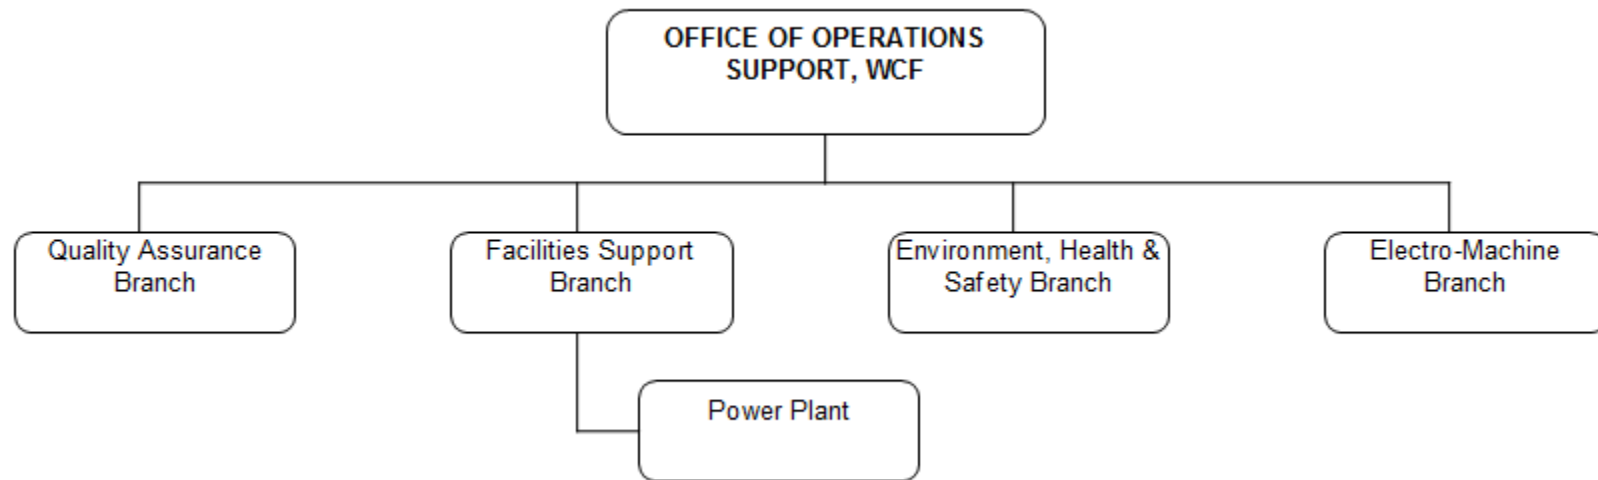 OFFICE OF OPERATIONS
SUPPORT, WCF
Quality Assurance
Branch
Facilities Support
Branch
Environment, Health &
Safety Branch
Electro-Machine
Branch
Power Plant